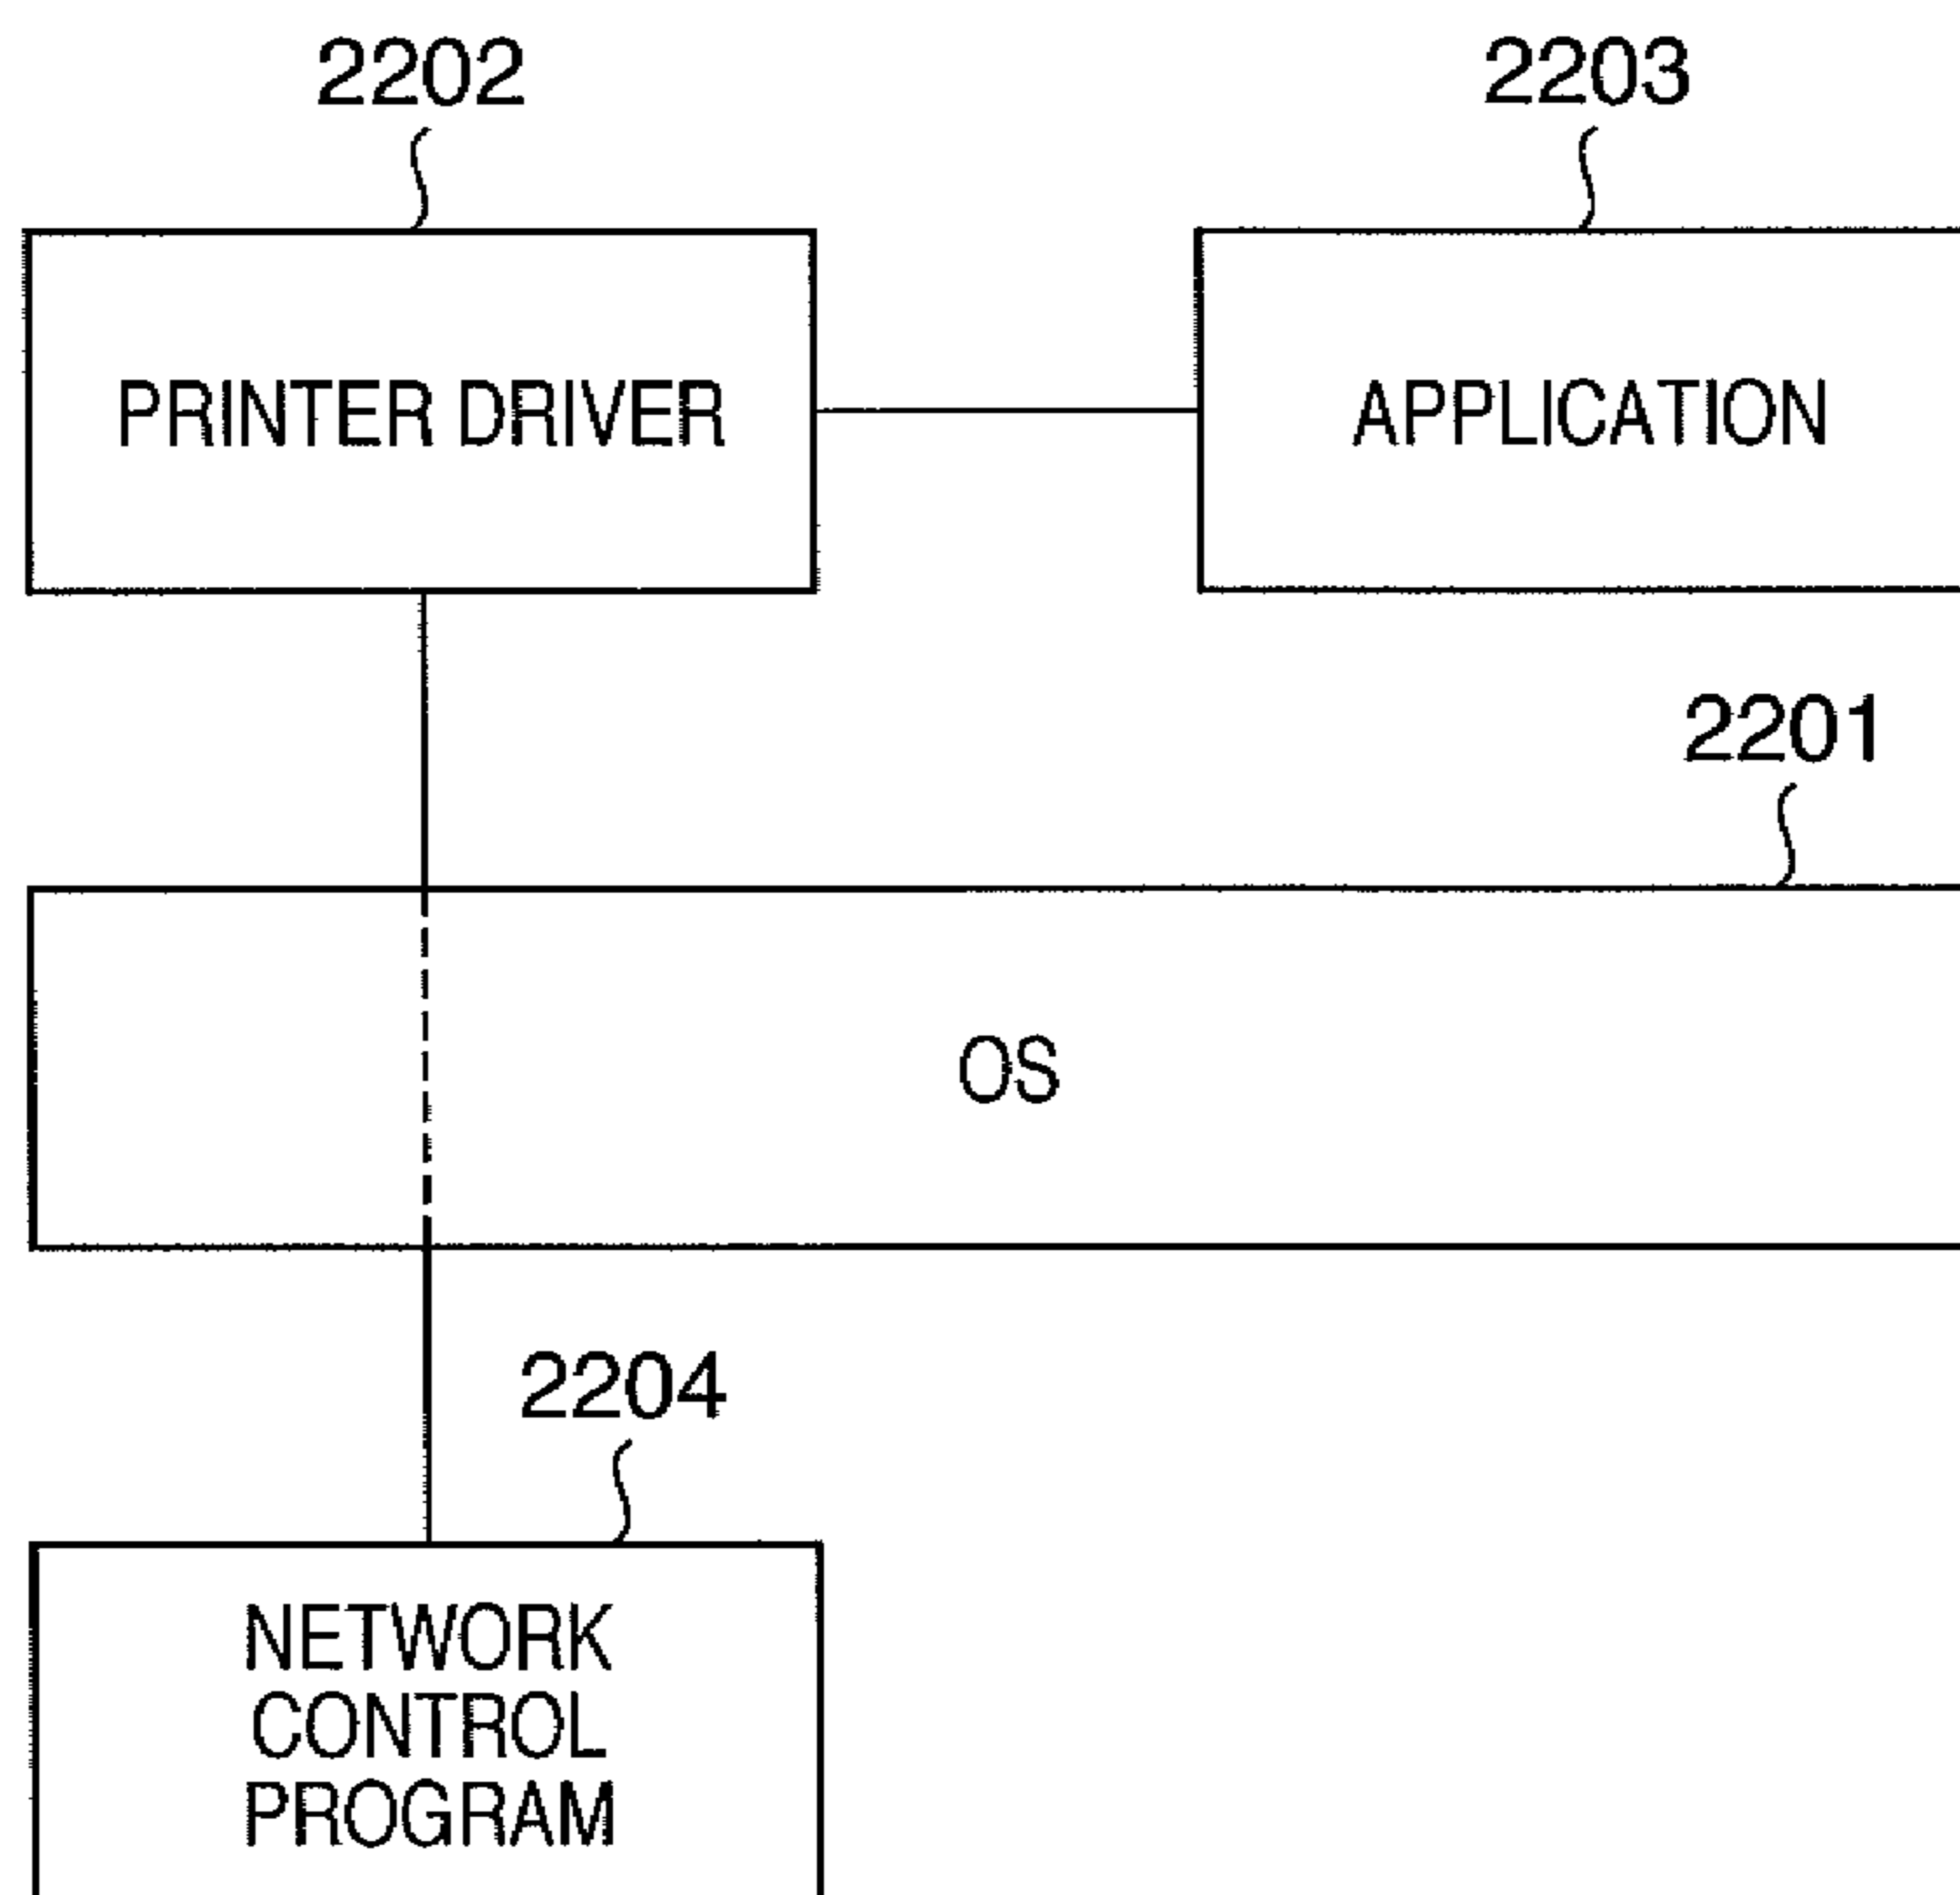 2202
2203
PRINTER DRIVER
APPLICATION
2201
OS
2204
NETWORK
CONTROL
PROGRAM